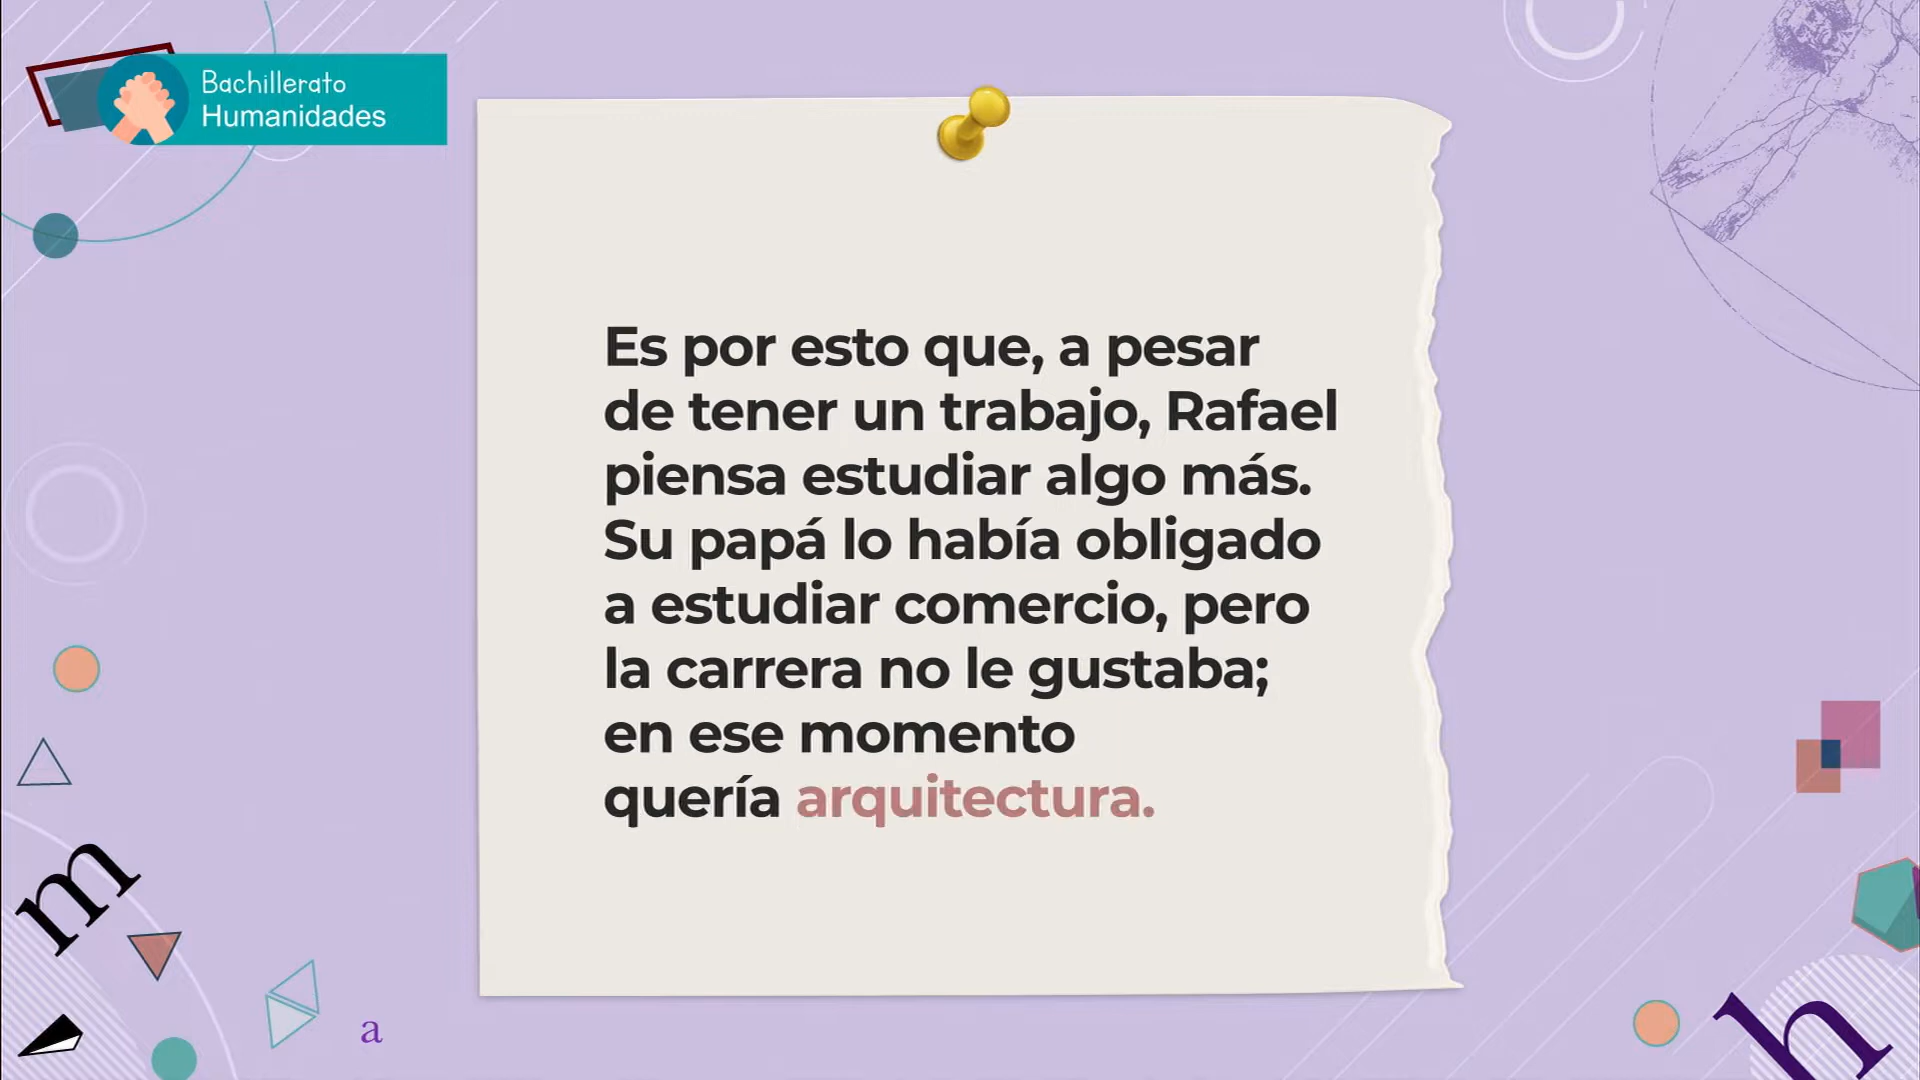 Bachillerato
Humanidades
Es por esto que, a pesar
de tener un trabajo, Rafael
piensa estudiar algo más.
Su papá lo había obligado
a estudiar comercio, pero
la carrera no le gustaba;
en ese momento
quería arquitectura.
m
a
h